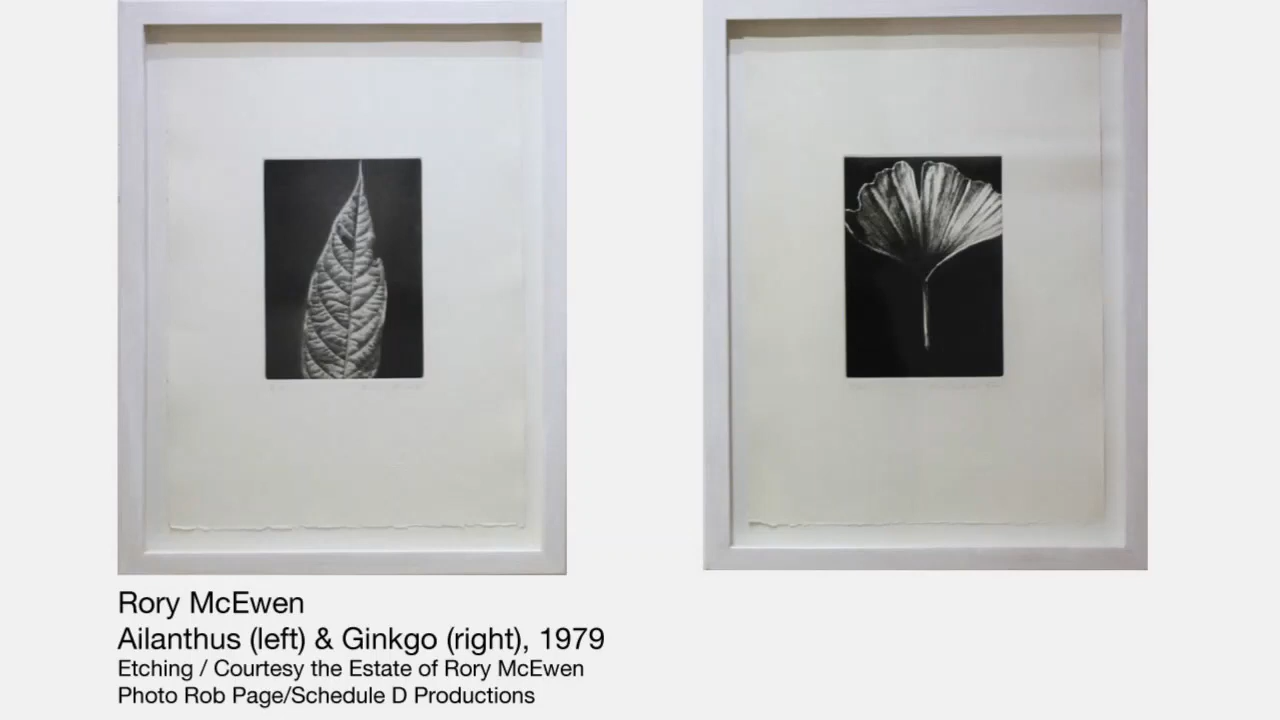 Rory McEwen
Ailanthus (left) & Ginkgo (right), 1979
Etching / Courtesy the Estate of Rory McEwen
Photo Rob Page/Schedule D Productions